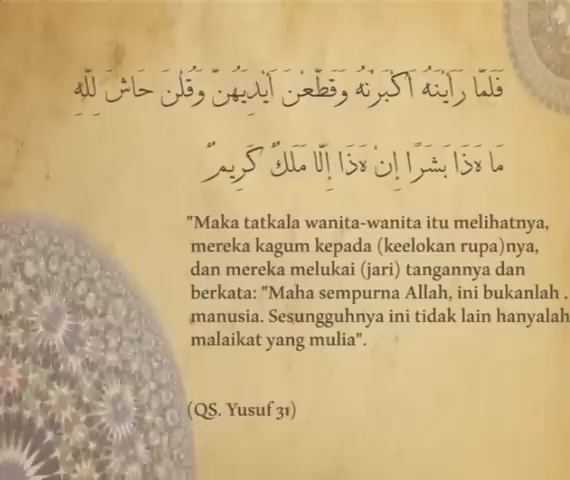 فَلَمَّا رَأَيْنَهُ أَكْبَرْنَهُ وَقَطَّعْنَ أَيْدِيَهُنَّ وَقُلْنَ حَاشَ لِلَّهِ
مَا هَذَا بَشَرًا إِنْ هَذَا إِلَّا مَلَكٌ كَرِيمٌ
"Maka tatkala wanita-wanita itu melihatnya,
mereka kagum kepada (keelokan rupa)nya,
dan mereka melukai (jari) tangannya dan
berkata: "Maha sempurna Allah, ini bukanlah .
manusia. Sesungguhnya ini tidak lain hanyalah
malaikat yang mulia".
(QS. Yusuf 31)